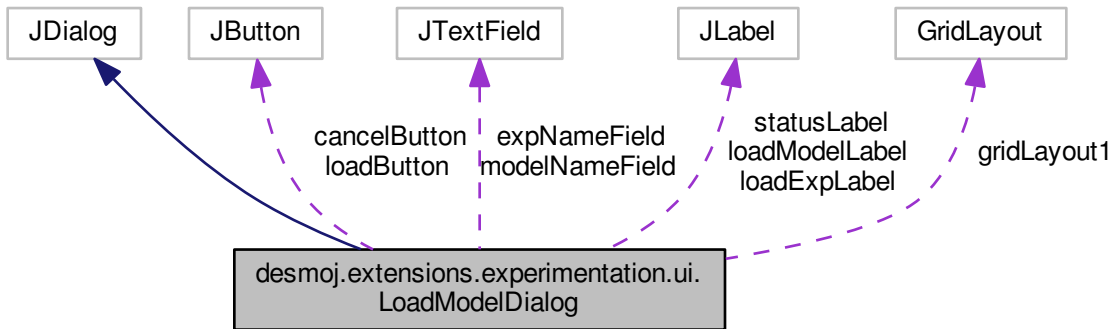 JDialog
JButton
JTextField
JLabel
GridLayout
cancelButton
loadButton
expNameField
modelNameField
statusLabel
loadModelLabel
loadExpLabel
gridLayout1
desmoj.extensions.experimentation.ui.
LoadModelDialog